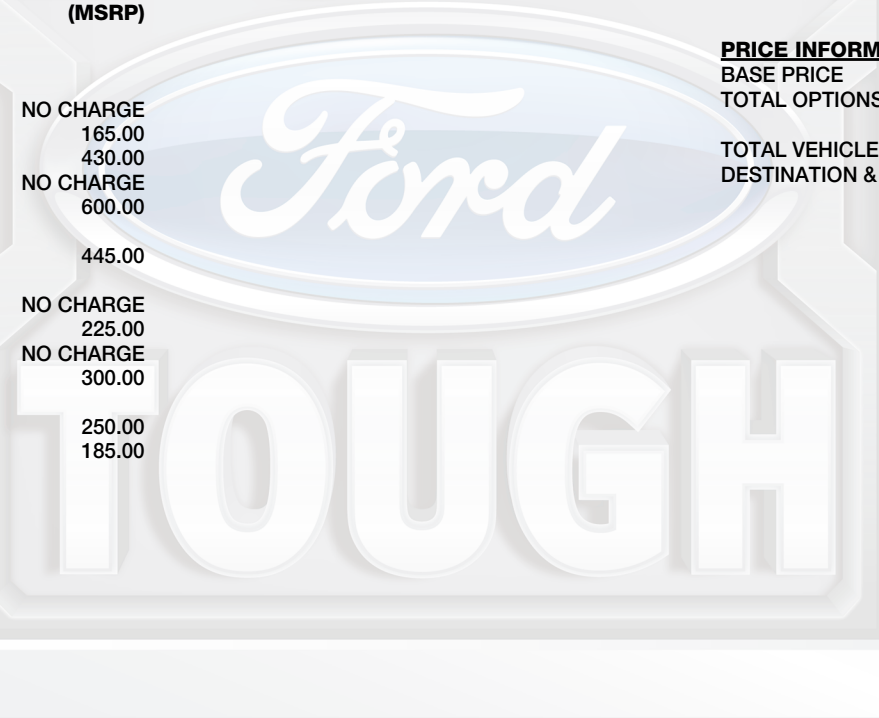 (MSRP)
NO CHARGE
165.00
430.00
NO CHARGE
600.00
445.00
NO CHARGE
225.00
NO CHARGE
300.00
250.00
185.00
PRICE INFORM
BASE PRICE
TOTAL OPTIONS
TOTAL VEHICLE
DESTINATION &
Ford
TOUGH